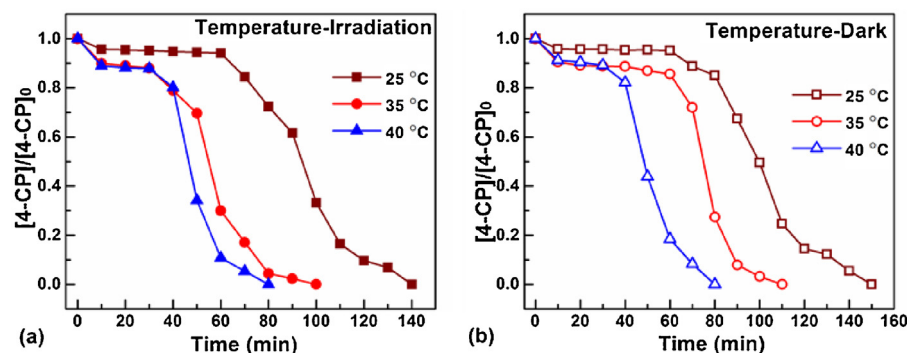 Temperature-Irradiation
1.0
0.8
0.6
0.4
0.2
0.0
[4-CP]/[4-CP]0
25 °C
35 °C
40 °C
0 20 40 60 80 100 120 140
(a) Time (min)
Temperature-Dark
1.0
0.8
0.6
0.4
0.2
0.0
[4-CP]/[4-CP]0
25 °C
35 °C
40 °C
0 20 40 60 80 100 120 140 160
(b) Time (min)